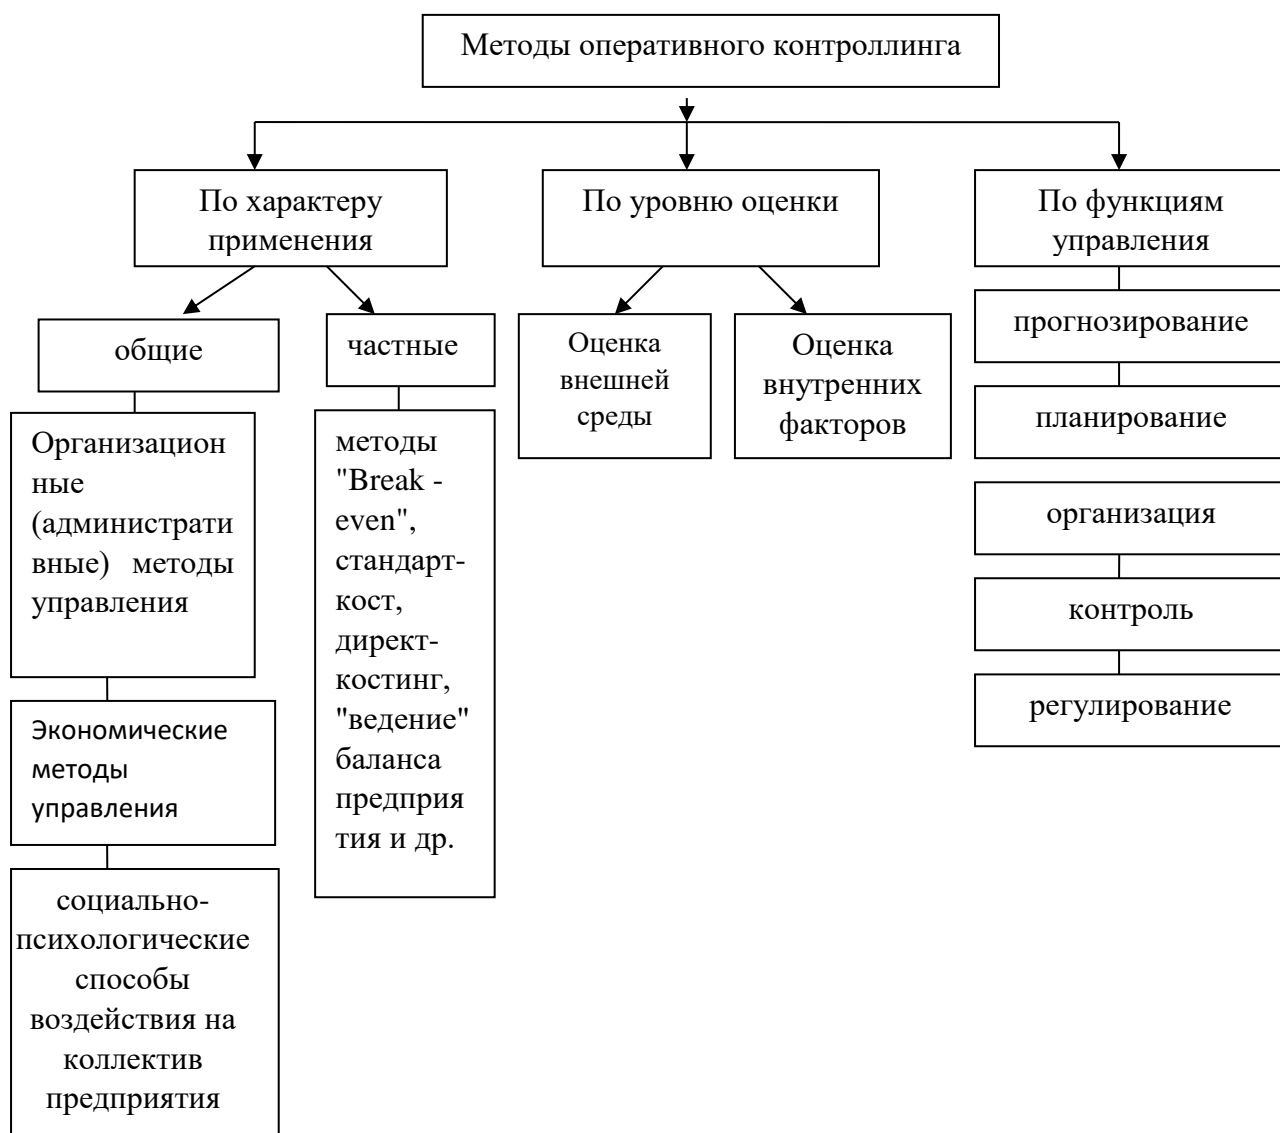 Методы оперативного контроллинга
По характеру
применения
По уровню оценки
По функциям
управления
общие
частные
Оценка
внешней
среды
Оценка
внутренних
факторов
прогнозирование
планирование
организация
контроль
регулирование
Организацион
ные
(административные
вные) методы
управления
методы
"Break -
even",
стандарт-
кост,
директ-
костинг,
"ведение"
баланса
предприя
тия и др.
Экономические
методы
управления
социально-
психологические
способы
воздействия на
коллектив
предприятия